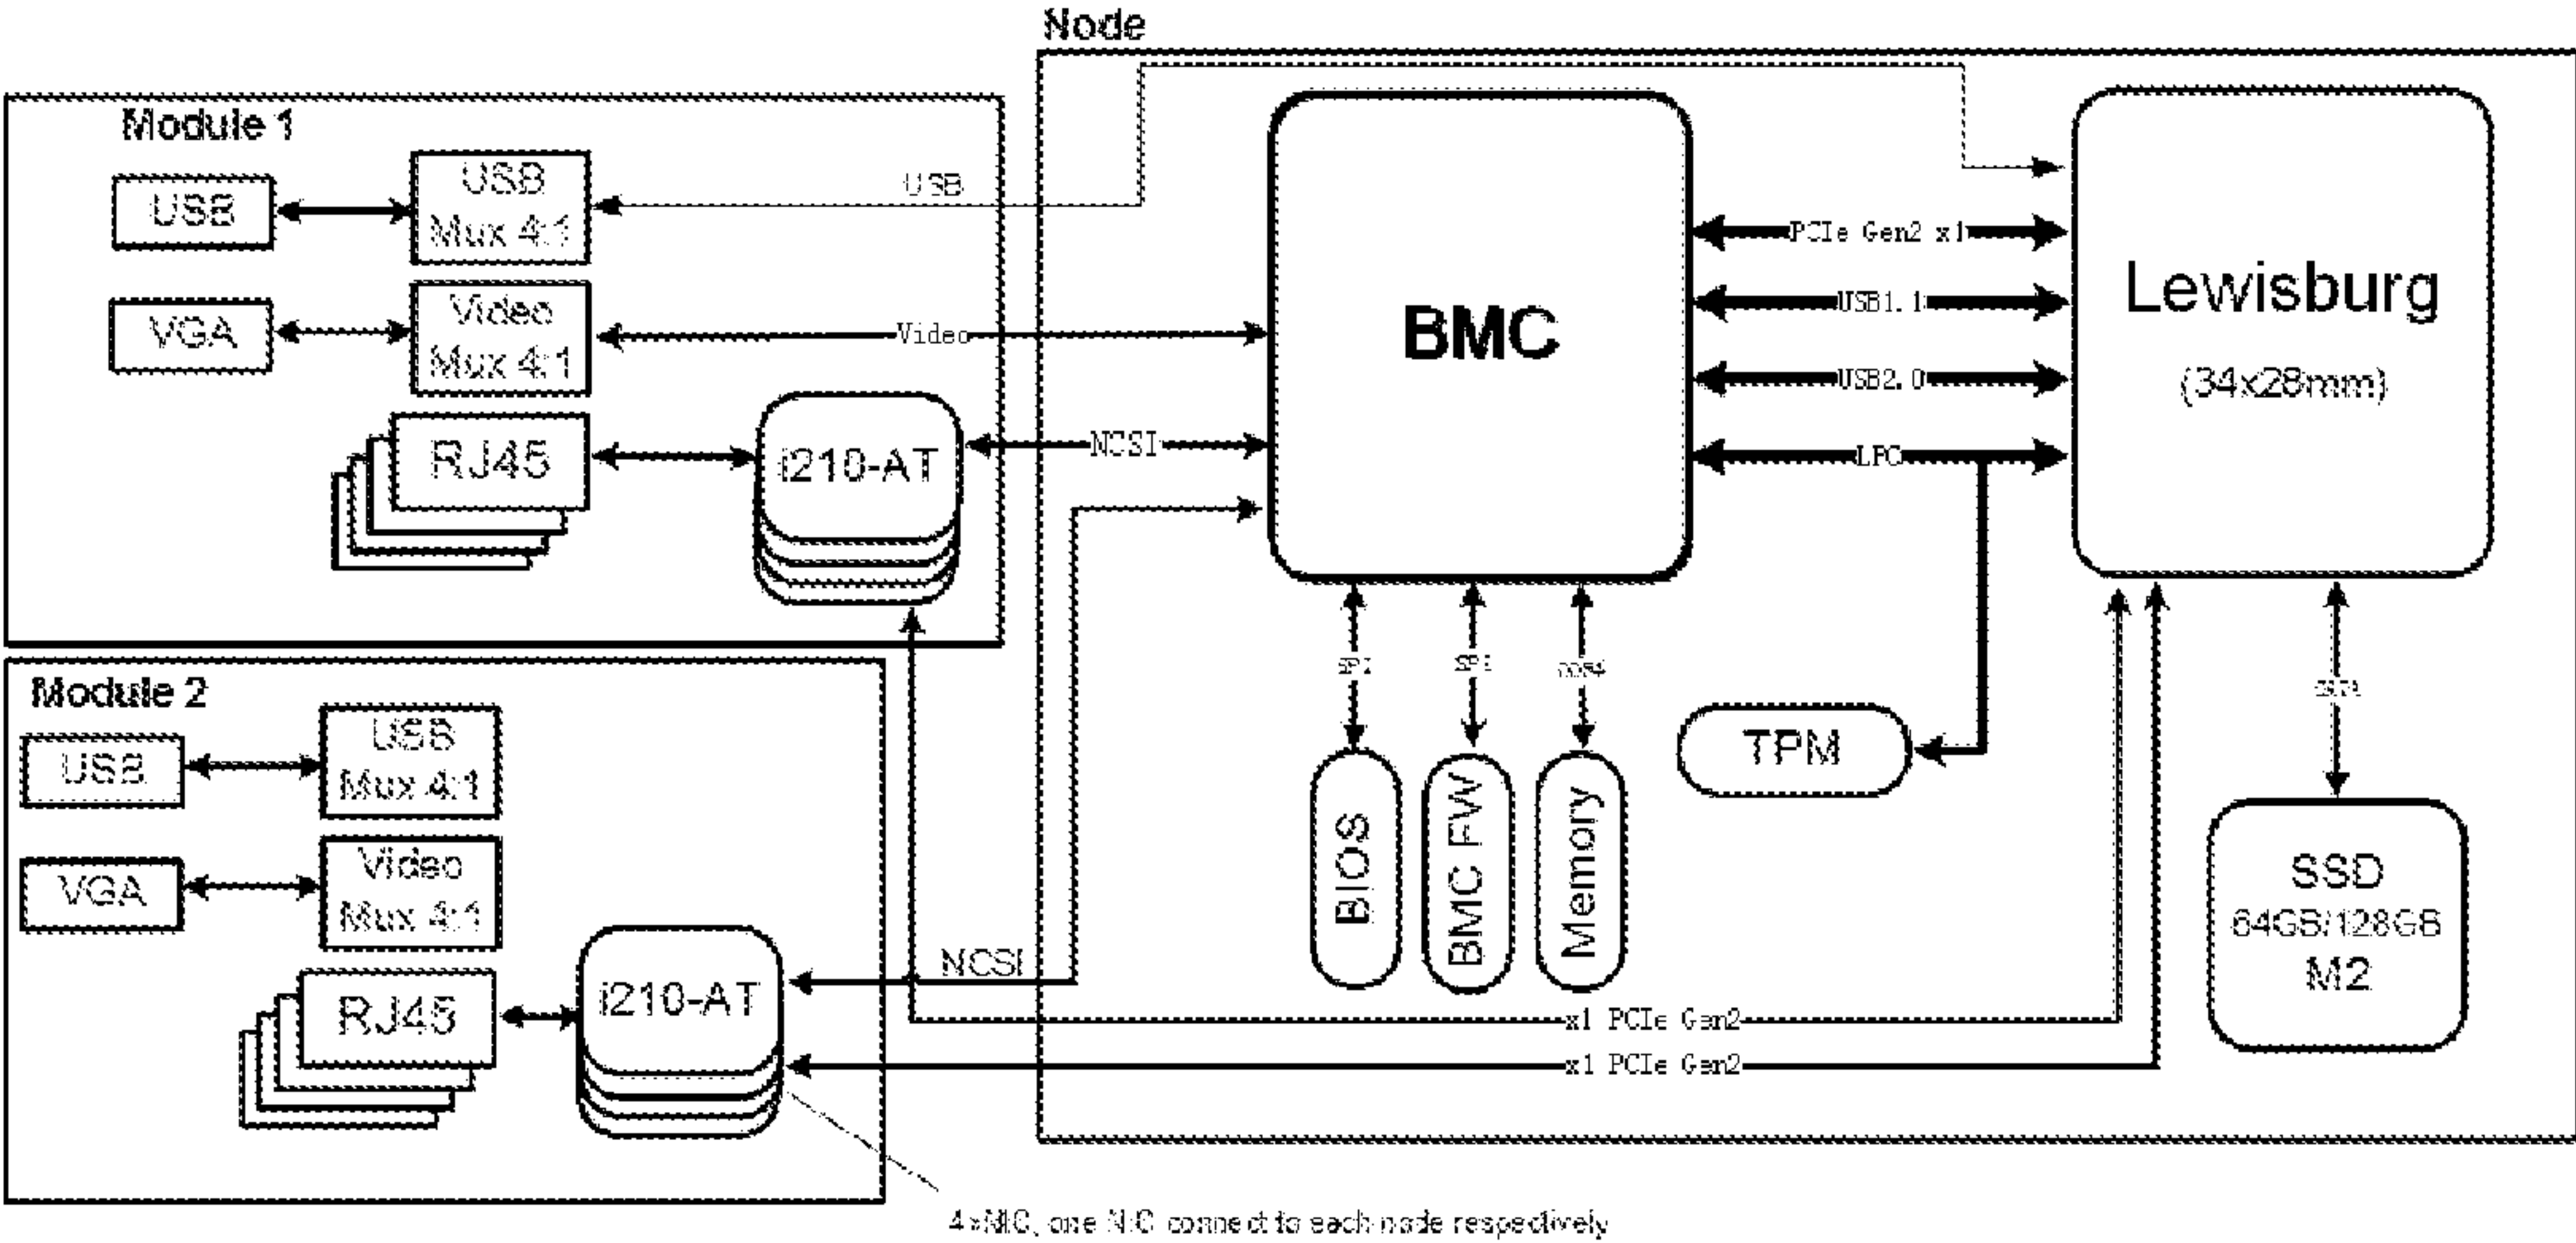 Node
Module 1
USB
USB
Mux 4:1
USB
VGA
Video
Mux 4:1
Video
RJ45
i210-AT
NCSI
BMC
PCIe Gen2 x1
USB1.1
USB2.0
LPC
Lewisburg
(34x28mm)
SPI
SPI
SATA
TPM
BIOS
BMC FW
Memory
SSD
64GB/128GB
M2
Module 2
USB
USB
Mux 4:1
VGA
Video
Mux 4:1
RJ45
i210-AT
NCSI
x1 PCIe Gen2
x1 PCIe Gen2
4xNIC, one NIC connect to each node respectively